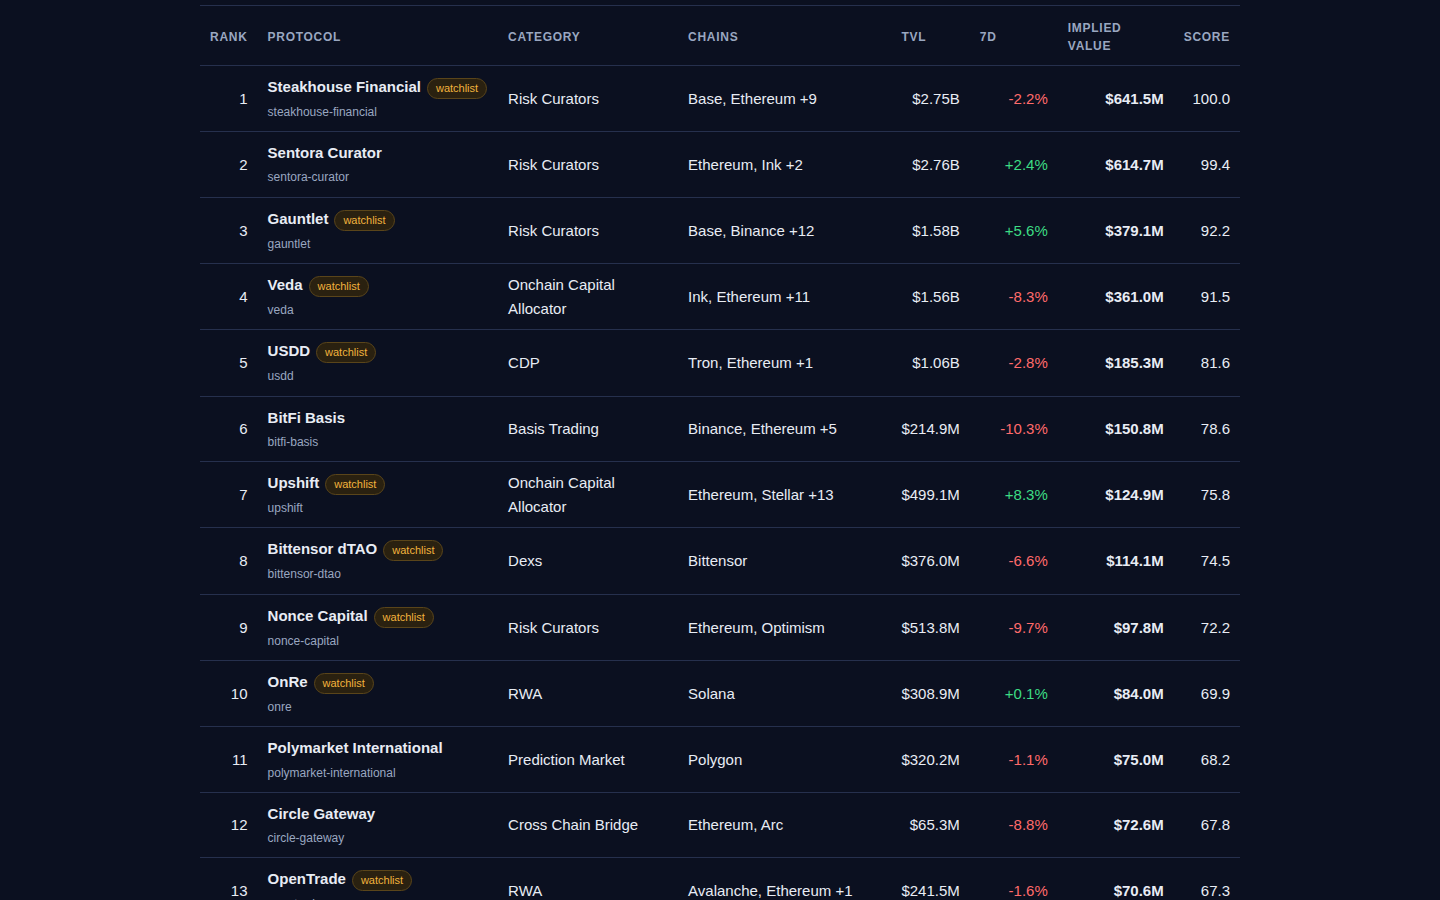 RANK PROTOCOL CATEGORY CHAINS TVL 7D IMPLIED VALUE SCORE
1 Steakhouse Financial watchlist Risk Curators Base, Ethereum +9 $2.75B -2.2% $641.5M 100.0
steakhouse-financial
2 Sentora Curator Risk Curators Ethereum, Ink +2 $2.76B +2.4% $614.7M 99.4
sentora-curator
3 Gauntlet watchlist Risk Curators Base, Binance +12 $1.58B +5.6% $379.1M 92.2
gauntlet
4 Veda watchlist Onchain Capital Allocator Ink, Ethereum +11 $1.56B -8.3% $361.0M 91.5
veda
5 USDD watchlist CDP Tron, Ethereum +1 $1.06B -2.8% $185.3M 81.6
usdd
6 BitFi Basis Basis Trading Binance, Ethereum +5 $214.9M -10.3% $150.8M 78.6
bitfi-basis
7 Upshift watchlist Onchain Capital Allocator Ethereum, Stellar +13 $499.1M +8.3% $124.9M 75.8
upshift
8 Bittensor dTAO watchlist Dexs Bittensor $376.0M -6.6% $114.1M 74.5
bittensor-dtao
9 Nonce Capital watchlist Risk Curators Ethereum, Optimism $513.8M -9.7% $97.8M 72.2
nonce-capital
10 OnRe watchlist RWA Solana $308.9M +0.1% $84.0M 69.9
onre
11 Polymarket International Prediction Market Polygon $320.2M -1.1% $75.0M 68.2
polymarket-international
12 Circle Gateway Cross Chain Bridge Ethereum, Arc $65.3M -8.8% $72.6M 67.8
circle-gateway
13 OpenTrade watchlist RWA Avalanche, Ethereum +1 $241.5M -1.6% $70.6M 67.3